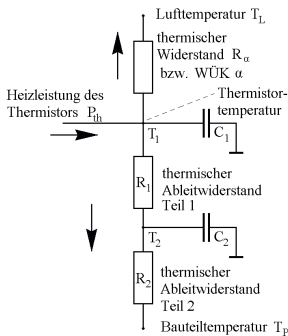 Lufttemperatur T_L
thermischer
Widerstand R_α
bzw. WÜK α
Heizleistung des
Thermistors P_th
Thermistor-
temperatur
T_1
C_1
R_1
thermischer
Ableitwiderstand
Teil 1
T_2
C_2
R_2
thermischer
Ableitwiderstand
Teil 2
Bauteiltemperatur T_P